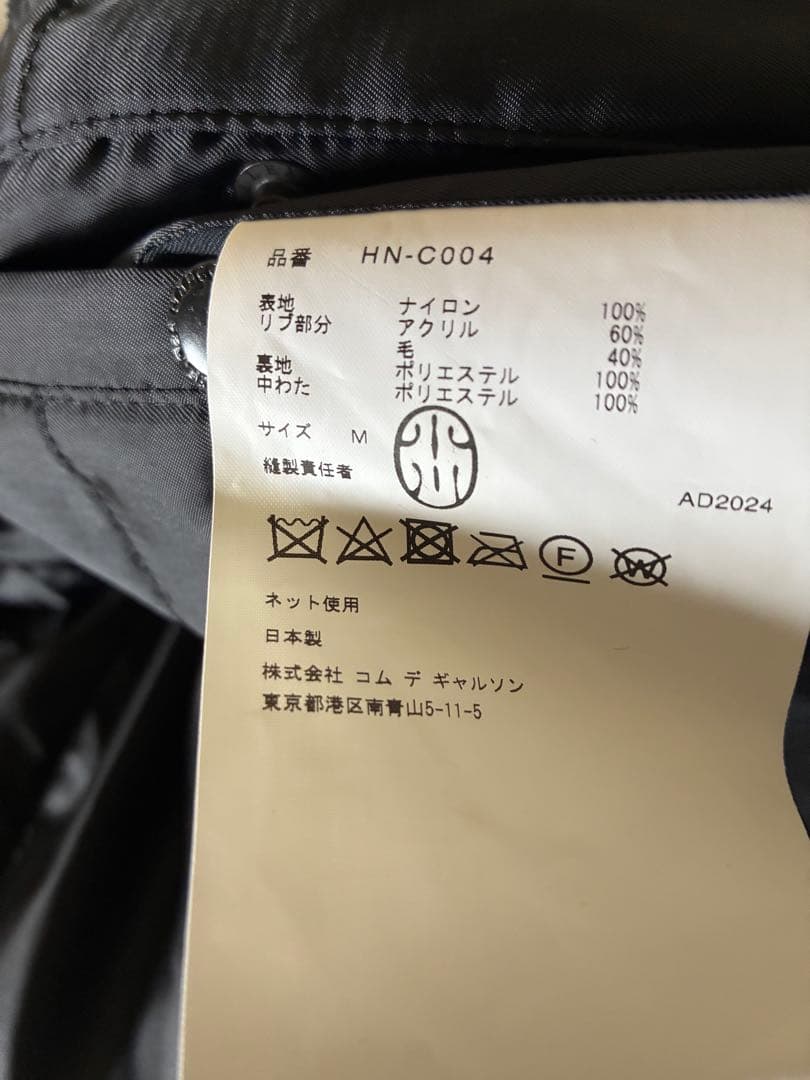 品番 HN-C004
表地 ナイロン 100%
リブ部分 アクリル 60%
毛 40%
裏地 ポリエステル 100%
中わた ポリエステル 100%
サイズ M
縫製責任者
AD2024
F
W
ネット使用
日本製
株式会社 コム デ ギャルソン
東京都港区南青山5-11-5